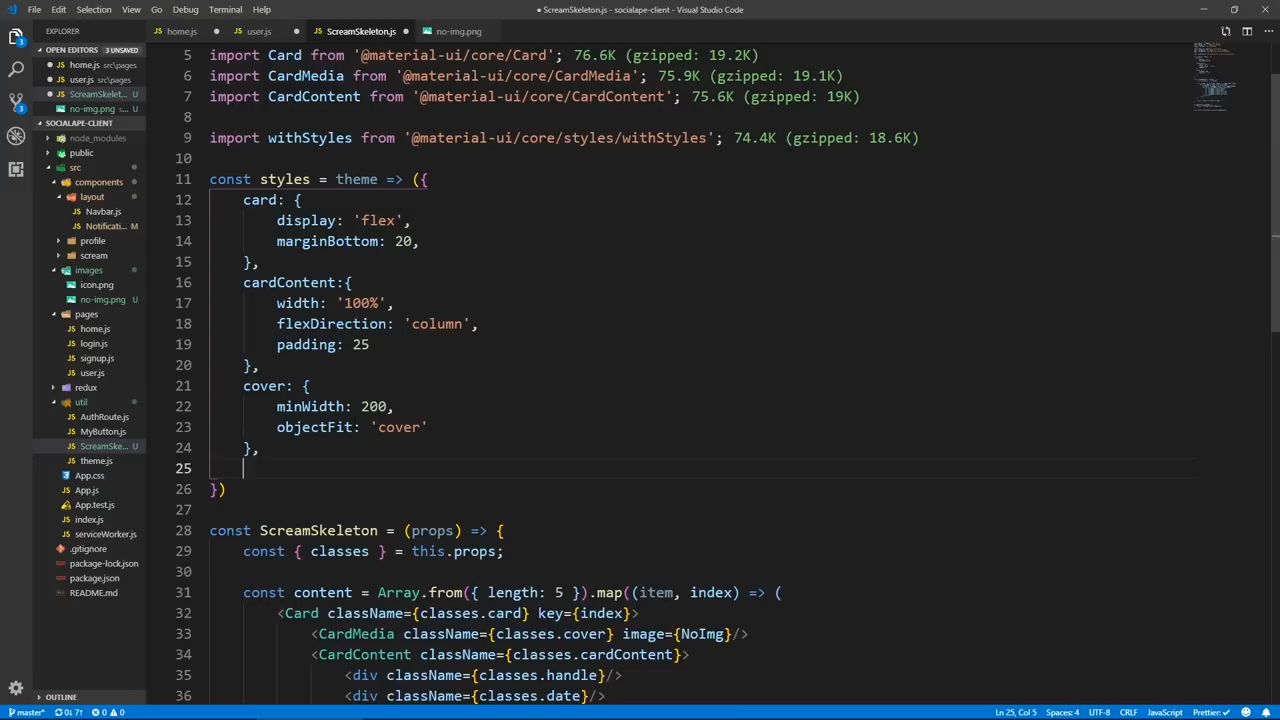 File Edit Selection View Go Debug Terminal Help
● ScreamSkeleton.js - socialape-client - Visual Studio Code
EXPLORER
home.js ● user.js ● ScreamSkeleton.js ● no-img.png
OPEN EDITORS 3 UNSAVED
● home.js src\pages
● user.js src\pages
● ScreamSkelet...
no-img.png s...
SOCIALAPE-CLIENT
node_modules
public
src
components
layout
Navbar.js
Notificati... M
profile
scream
images
icon.png
no-img.png U
pages
home.js
login.js
signup.js
user.js
redux
util
AuthRoute.js
MyButton.js
ScreamSke... U
theme.js
App.css
App.js
App.test.js
index.js
serviceWorker.js
.gitignore
package-lock.json
package.json
README.md
OUTLINE
5 import Card from '@material-ui/core/Card'; 76.6K (gzipped: 19.2K)
6 import CardMedia from '@material-ui/core/CardMedia'; 75.9K (gzipped: 19.1K)
7 import CardContent from '@material-ui/core/CardContent'; 75.6K (gzipped: 19K)
8
9 import withStyles from '@material-ui/core/styles/withStyles'; 74.4K (gzipped: 18.6K)
10
11 const styles = theme => ({
12 card: {
13 display: 'flex',
14 marginBottom: 20,
15 },
16 cardContent:{
17 width: '100%',
18 flexDirection: 'column',
19 padding: 25
20 },
21 cover: {
22 minWidth: 200,
23 objectFit: 'cover'
24 },
25
26 })
27
28 const ScreamSkeleton = (props) => {
29 const { classes } = this.props;
30
31 const content = Array.from({ length: 5 }).map((item, index) => (
32 <Card className={classes.card} key={index}>
33 <CardMedia className={classes.cover} image={NoImg}/>
34 <CardContent className={classes.cardContent}>
35 <div className={classes.handle}/>
36 <div className={classes.date}/>
master* 0↓ 7↑ 0 0 Ln 25, Col 5 Spaces: 4 UTF-8 CRLF JavaScript Prettier: ✓